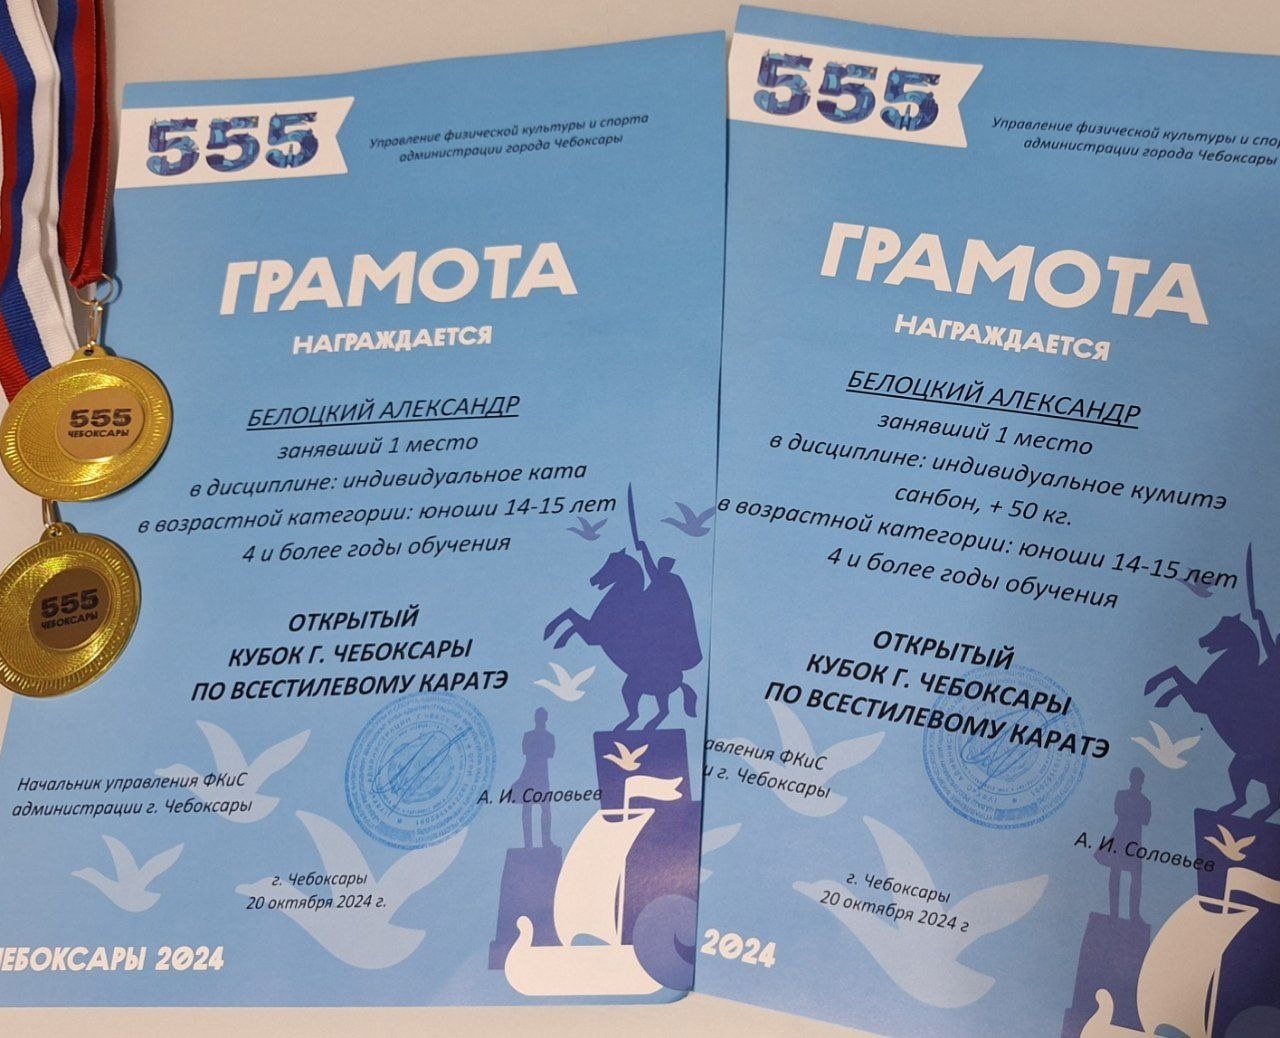 555
Управление физической культуры и спорта
администрации города Чебоксары
ГРАМОТА
НАГРАЖДАЕТСЯ
БЕЛОЦКИЙ АЛЕКСАНДР
занявший 1 место
в дисциплине: индивидуальное ката
в возрастной категории: юноши 14-15 лет
4 и более годы обучения
ОТКРЫТЫЙ
КУБОК Г. ЧЕБОКСАРЫ
ПО ВСЕСТИЛЕВОМУ КАРАТЭ
Начальник управления ФКиС
администрации г. Чебоксары
А. И. Соловьев
г. Чебоксары
20 октября 2024 г.
ЧЕБОКСАРЫ 2024
555
ЧЕБОКСАРЫ
555
ЧЕБОКСАРЫ
555
Управление физической культуры и спор
администрации города Чебоксары
ГРАМОТА
НАГРАЖДАЕТСЯ
БЕЛОЦКИЙ АЛЕКСАНДР
занявший 1 место
в дисциплине: индивидуальное кумитэ
санбон, + 50 кг.
в возрастной категории: юноши 14-15 лет
4 и более годы обучения
ОТКРЫТЫЙ
КУБОК Г. ЧЕБОКСАРЫ
ПО ВСЕСТИЛЕВОМУ КАРАТЭ
авления ФКиС
и г. Чебоксары
А. И. Соловьев
г. Чебоксары
20 октября 2024 г
2024